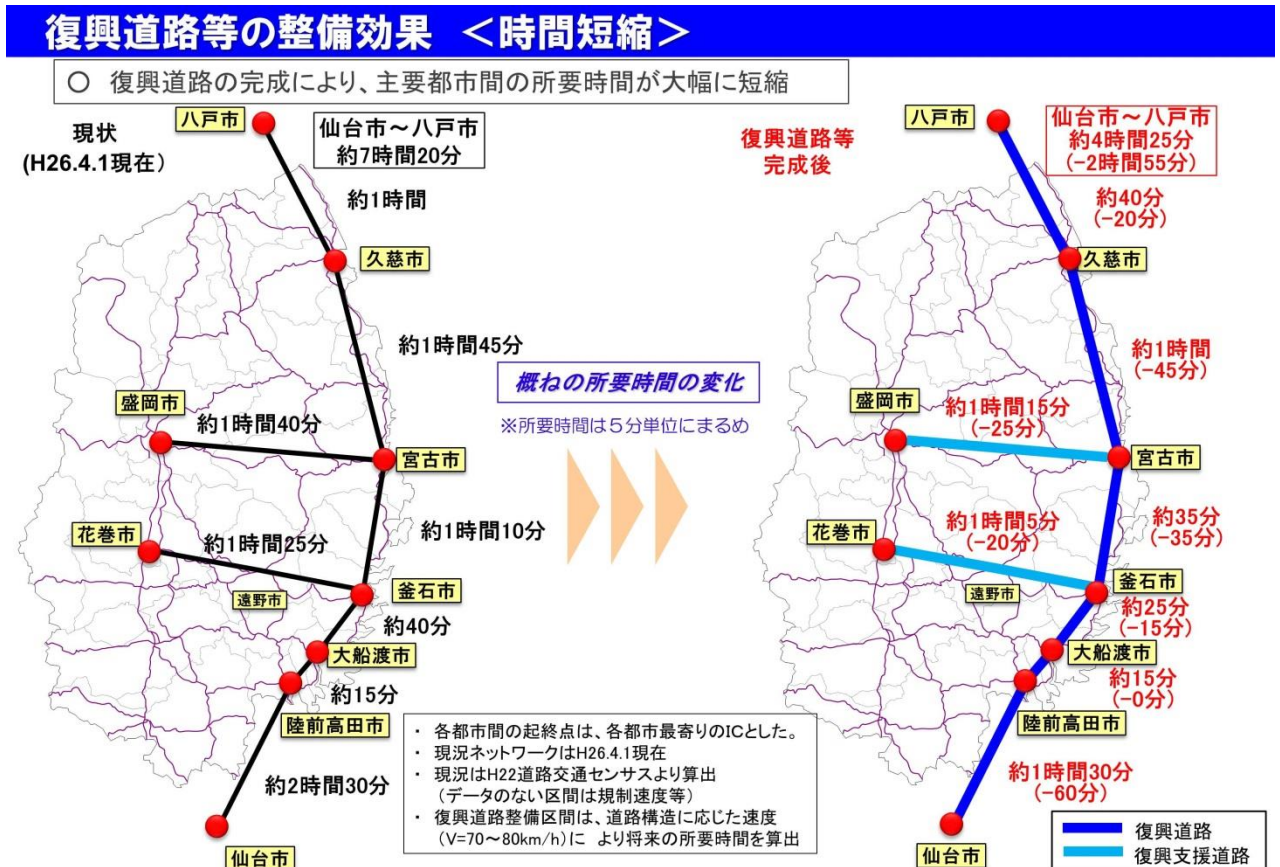 復興道路等の整備効果 ＜時間短縮＞
○ 復興道路の完成により、主要都市間の所要時間が大幅に短縮
現状
(H26.4.1現在)
八戸市
仙台市～八戸市
約7時間20分
約1時間
久慈市
約1時間45分
盛岡市
約1時間40分
宮古市
約1時間10分
花巻市
約1時間25分
遠野市
釜石市
約40分
大船渡市
約15分
陸前高田市
約2時間30分
仙台市
概ねの所要時間の変化
※所要時間は５分単位にまるめ
・ 各都市間の起終点は、各都市最寄りのICとした。
・ 現況ネットワークはH26.4.1現在
・ 現況はH22道路交通センサスより算出
（データのない区間は規制速度等）
・ 復興道路整備区間は、道路構造に応じた速度
（V=70～80km/h）に より将来の所要時間を算出
復興道路等
完成後
八戸市
仙台市～八戸市
約4時間25分
(-2時間55分)
約40分
(-20分)
久慈市
約1時間
(-45分)
盛岡市
約1時間15分
(-25分)
宮古市
約35分
(-35分)
花巻市
約1時間5分
(-20分)
遠野市
釜石市
約25分
(-15分)
大船渡市
約15分
(-0分)
陸前高田市
約1時間30分
(-60分)
仙台市
復興道路
復興支援道路